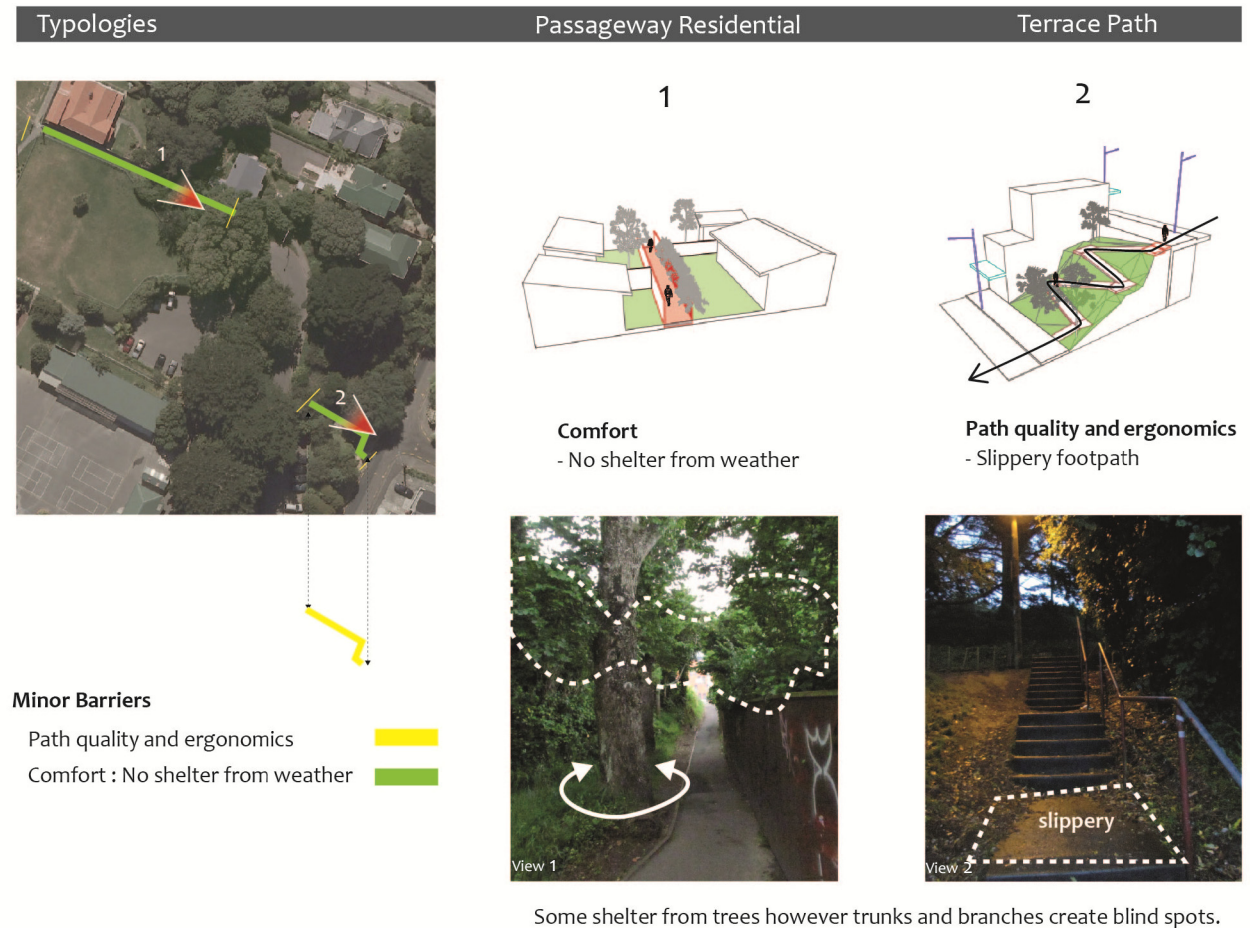 Typologies
Passageway Residential
Terrace Path
1
2
1
2
Comfort
- No shelter from weather
Path quality and ergonomics
- Slippery footpath
Minor Barriers
Path quality and ergonomics
Comfort : No shelter from weather
View 1
slippery
View 2
Some shelter from trees however trunks and branches create blind spots.